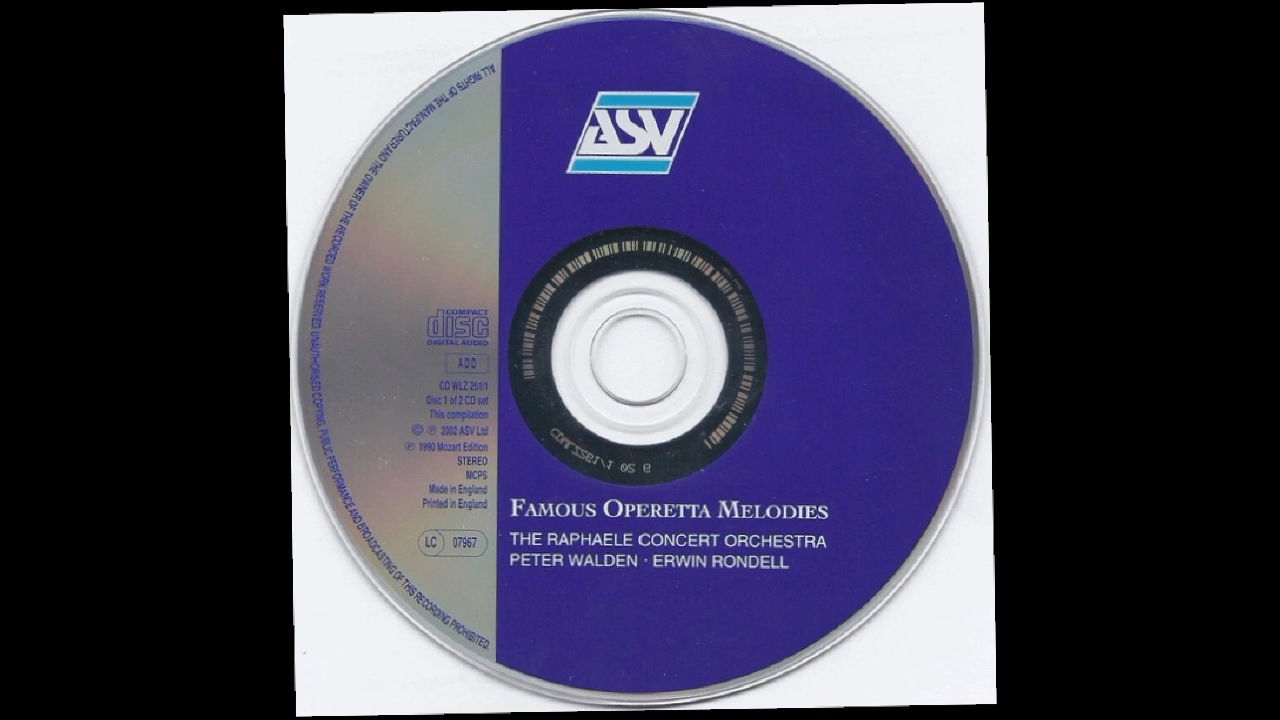 ASV
ALL RIGHTS OF THE MANUFACTURER AND THE OWNER OF THE RECORDED WORK RESERVED UNAUTHORISED COPYING, PUBLIC PERFORMANCE AND BROADCASTING OF THIS RECORDING PROHIBITED
COMPACT
disc
DIGITAL AUDIO
ADD
CD WLZ 261/1
Disc 1 of 2 CD set
This compilation
© ℗ 2002 ASV Ltd
℗ 1990 Mozart Edition
STEREO
MCPS
Made in England
Printed in England
LC 07967
FAMOUS OPERETTA MELODIES
THE RAPHAELE CONCERT ORCHESTRA
PETER WALDEN · ERWIN RONDELL